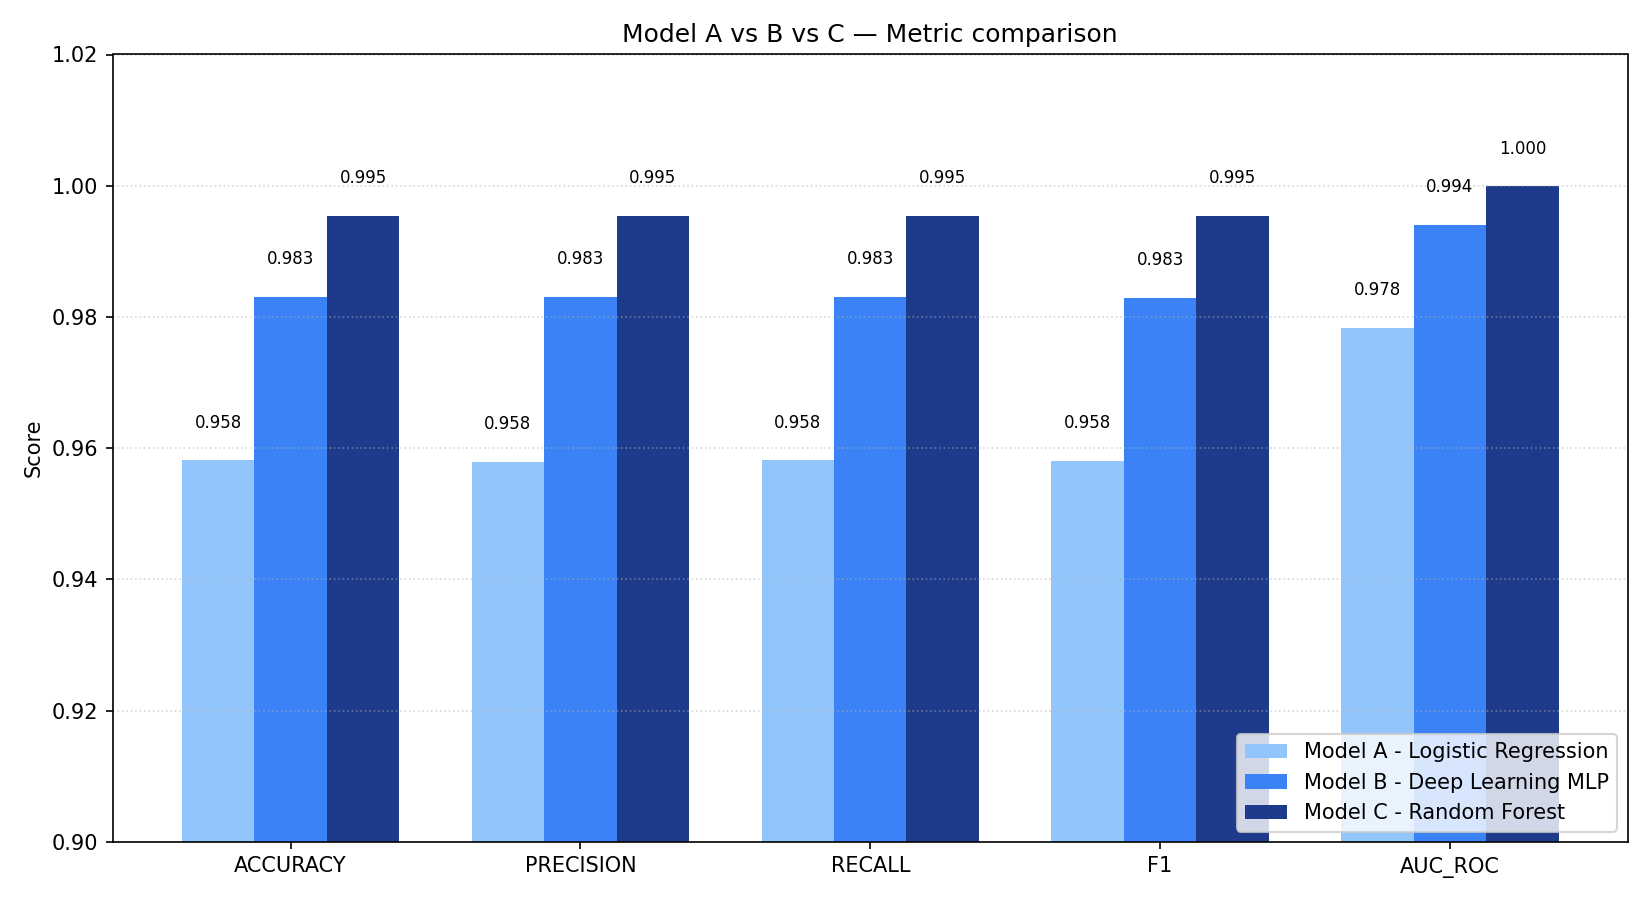 Model A vs B vs C — Metric comparison
1.02
1.00
0.98
0.96
0.94
0.92
0.90
Score
0.958
0.983
0.995
0.958
0.983
0.995
0.958
0.983
0.995
0.958
0.983
0.995
0.978
0.994
1.000
Model A - Logistic Regression
Model B - Deep Learning MLP
Model C - Random Forest
ACCURACY
PRECISION
RECALL
F1
AUC_ROC